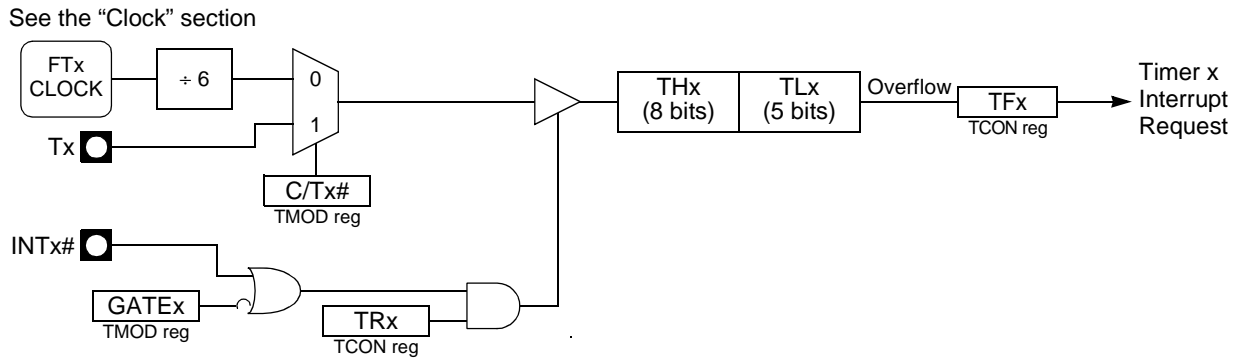 See the “Clock” section
FTx
CLOCK
÷ 6
0
1
Tx
C/Tx#
TMOD reg
THx
(8 bits)
TLx
(5 bits)
Overflow
TFx
TCON reg
Timer x
Interrupt
Request
INTx#
GATEx
TMOD reg
TRx
TCON reg